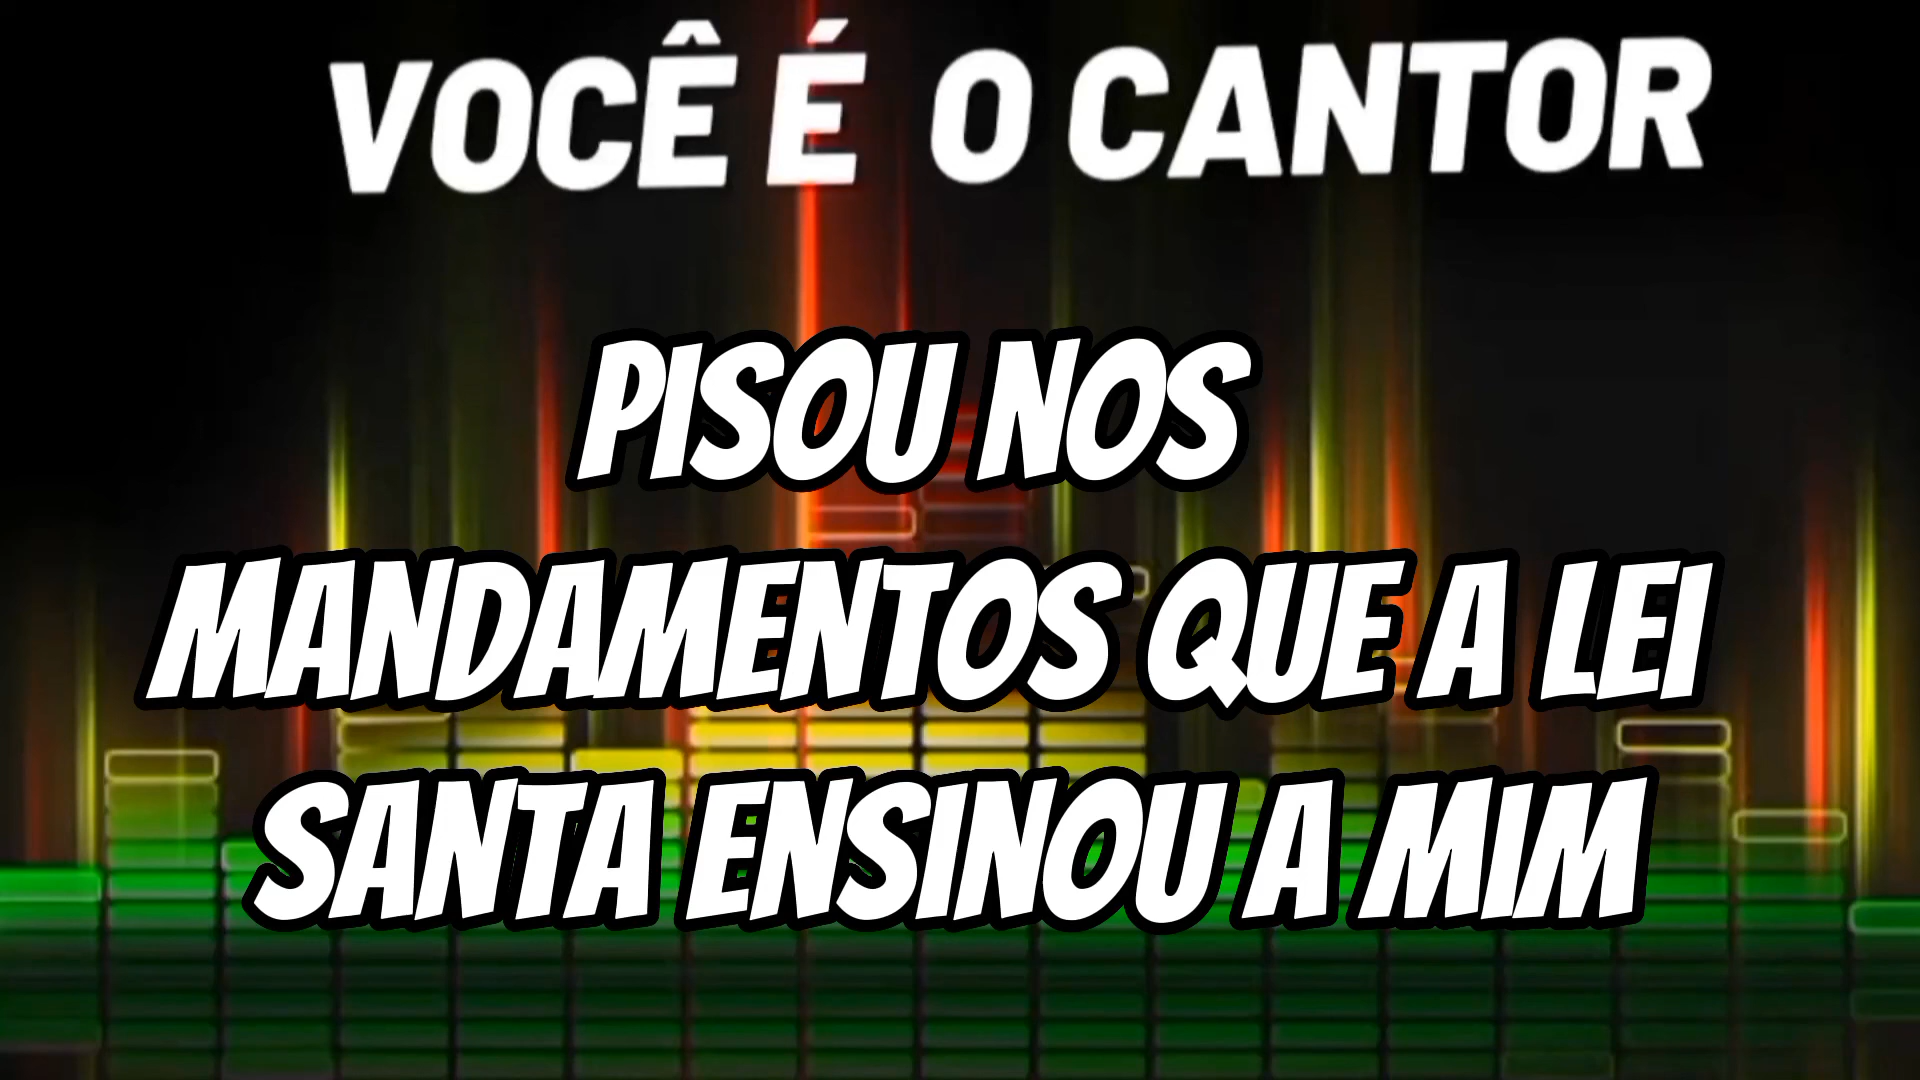 VOCÊ É O CANTOR
PISOU NOS
MANDAMENTOS QUE A LEI
SANTA ENSINOU A MIM